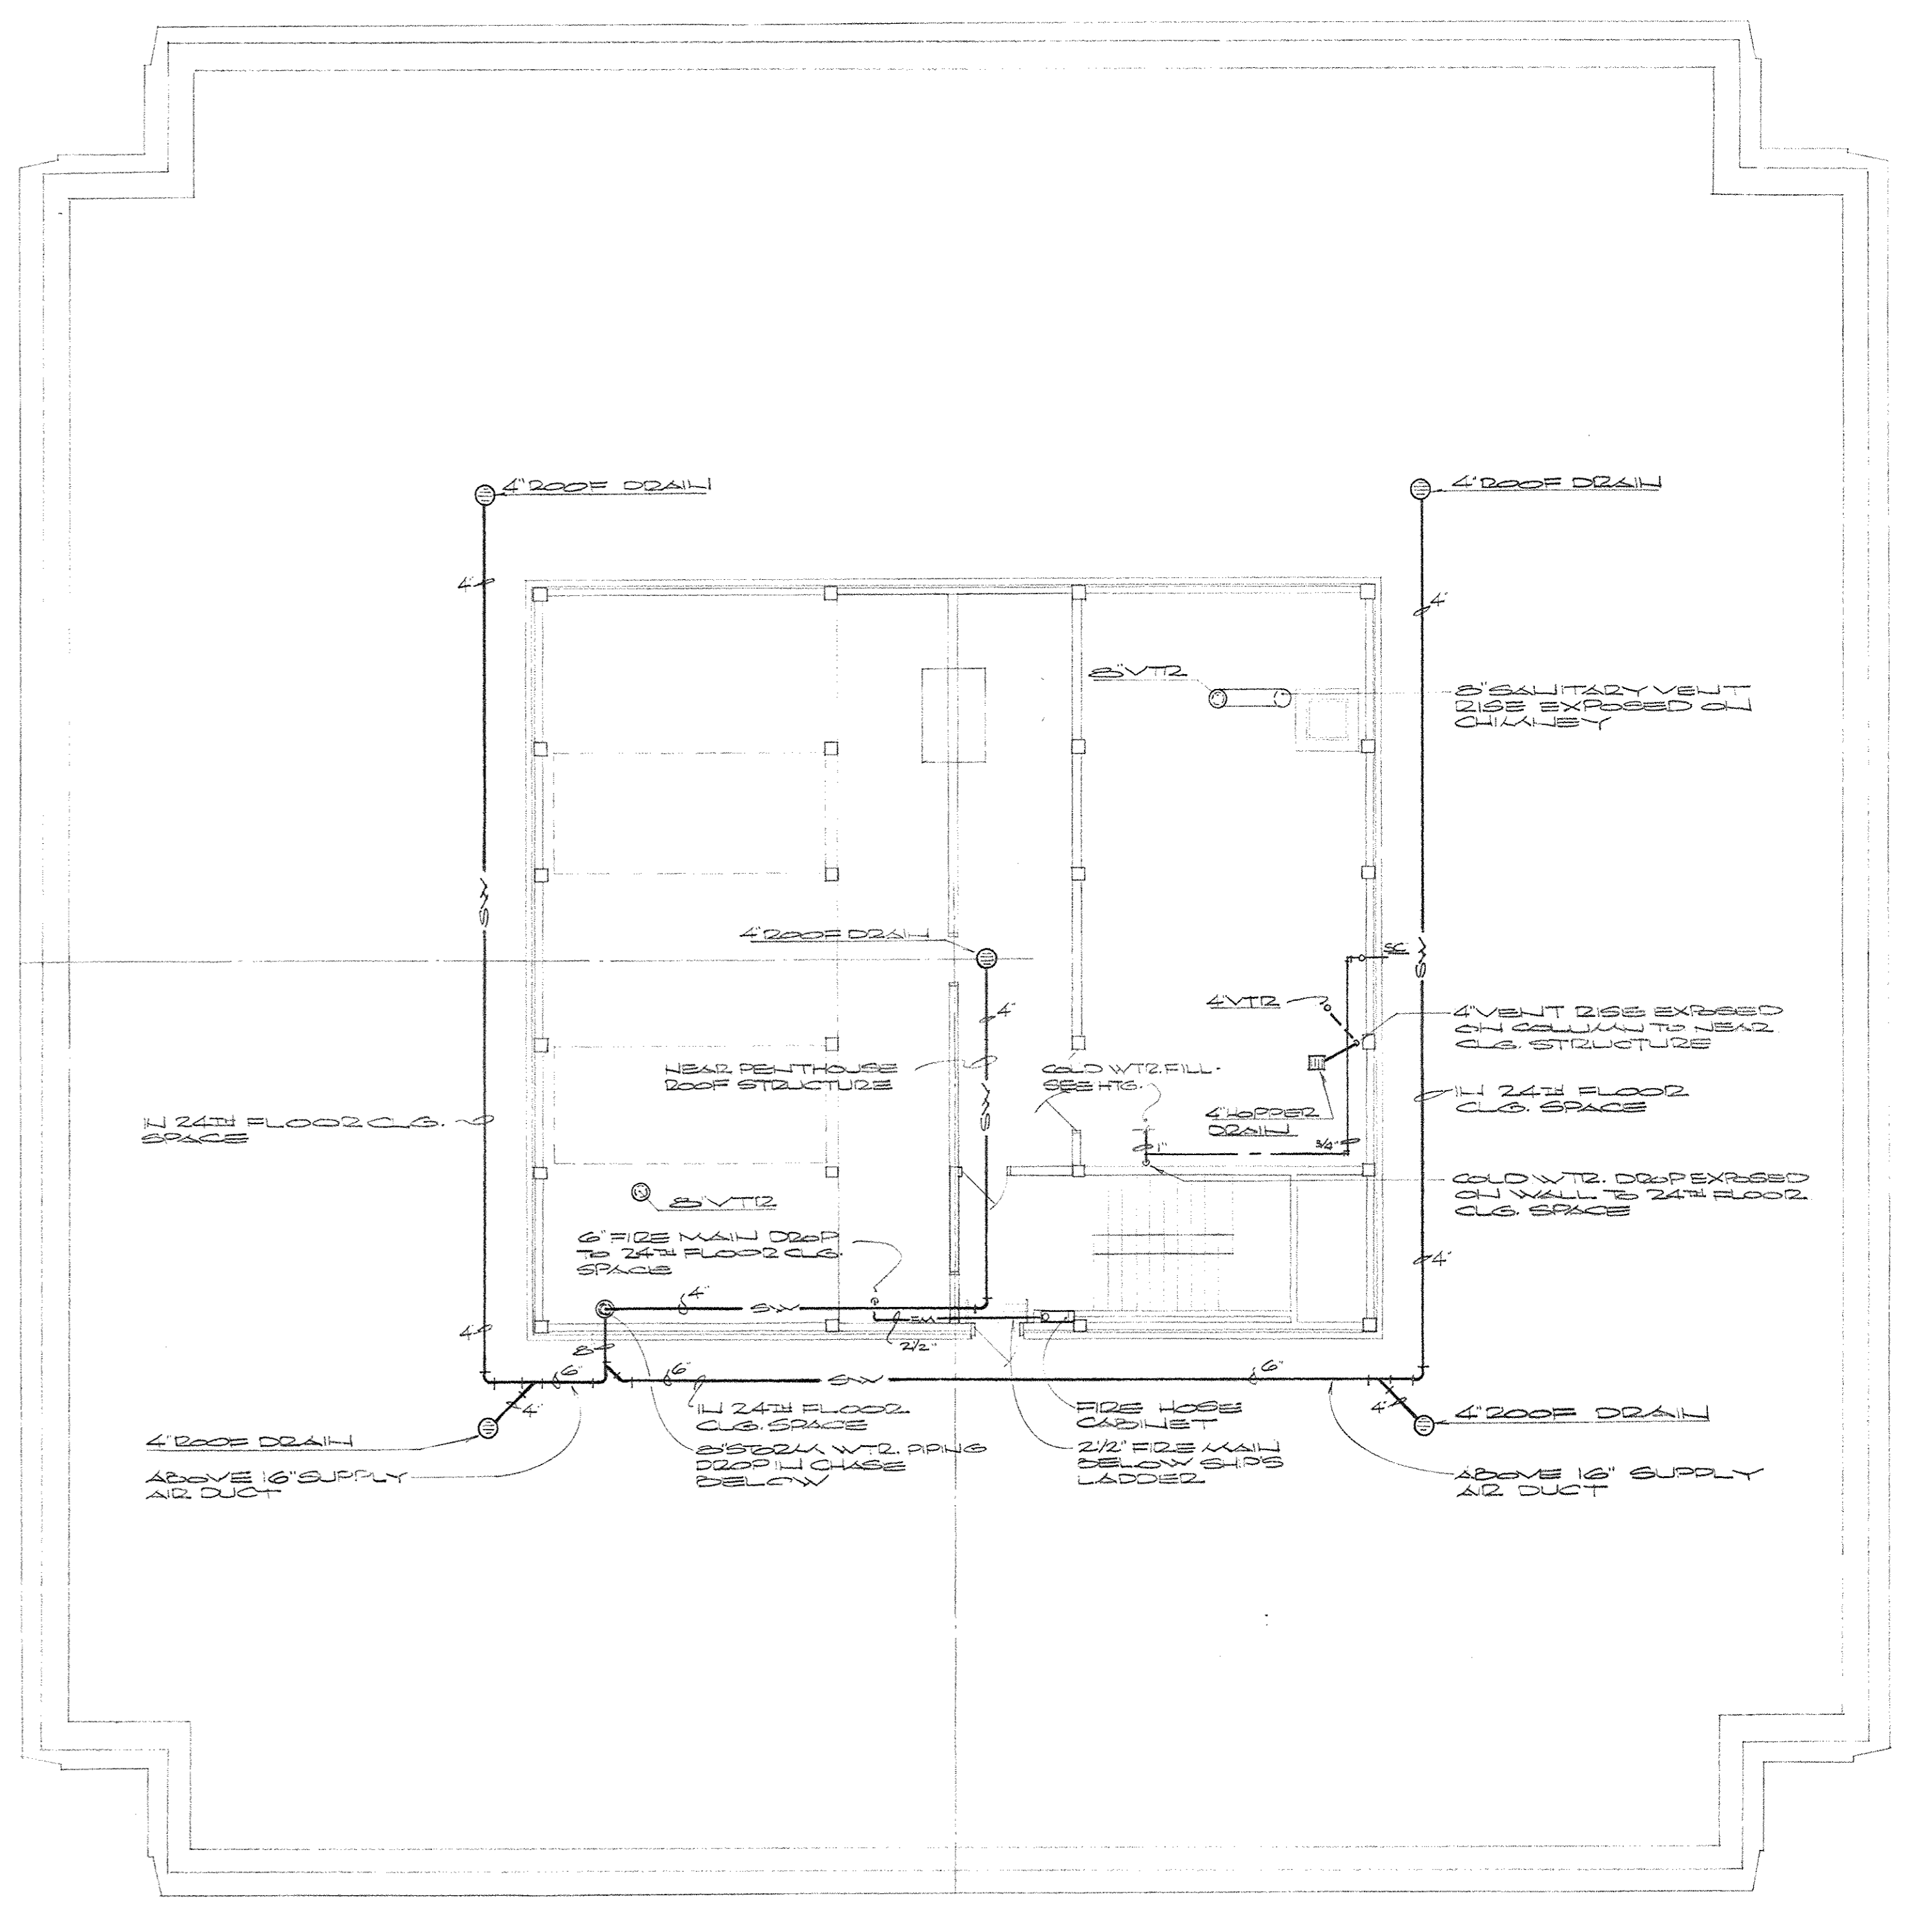 4" ROOF DRAIN
4" ROOF DRAIN
4"
4"
8" VTR
8" SANITARY VENT
RISE EXPOSED ON
CHIMNEY
SW
4" ROOF DRAIN
SC
SW
4" VTR
4"
4" VENT RISE EXPOSED
ON COLUMN TO NEAR
CLG. STRUCTURE
NEAR PENTHOUSE
ROOF STRUCTURE
COLD WTR. FILL -
SEE HTG.
IN 24TH FLOOR
CLG. SPACE
SW
4" HOPPER
DRAIN
IN 24TH FLOOR CLG.
SPACE
1"
3/4"
COLD WTR. DROP EXPOSED
ON WALL TO 24TH FLOOR
CLG. SPACE
8" VTR
6" FIRE MAIN DROP
TO 24TH FLOOR CLG.
SPACE
4"
4"
SW
FM
2 1/2"
4"
8"
6"
6"
SW
6"
4"
4"
IN 24TH FLOOR
CLG. SPACE
FIRE HOSE
CABINET
4" ROOF DRAIN
4" ROOF DRAIN
8" STORM WTR. PIPING
DROP IN CHASE
BELOW
2 1/2" FIRE MAIN
BELOW SHIP'S
LADDER
ABOVE 16" SUPPLY
AIR DUCT
ABOVE 16" SUPPLY
AIR DUCT